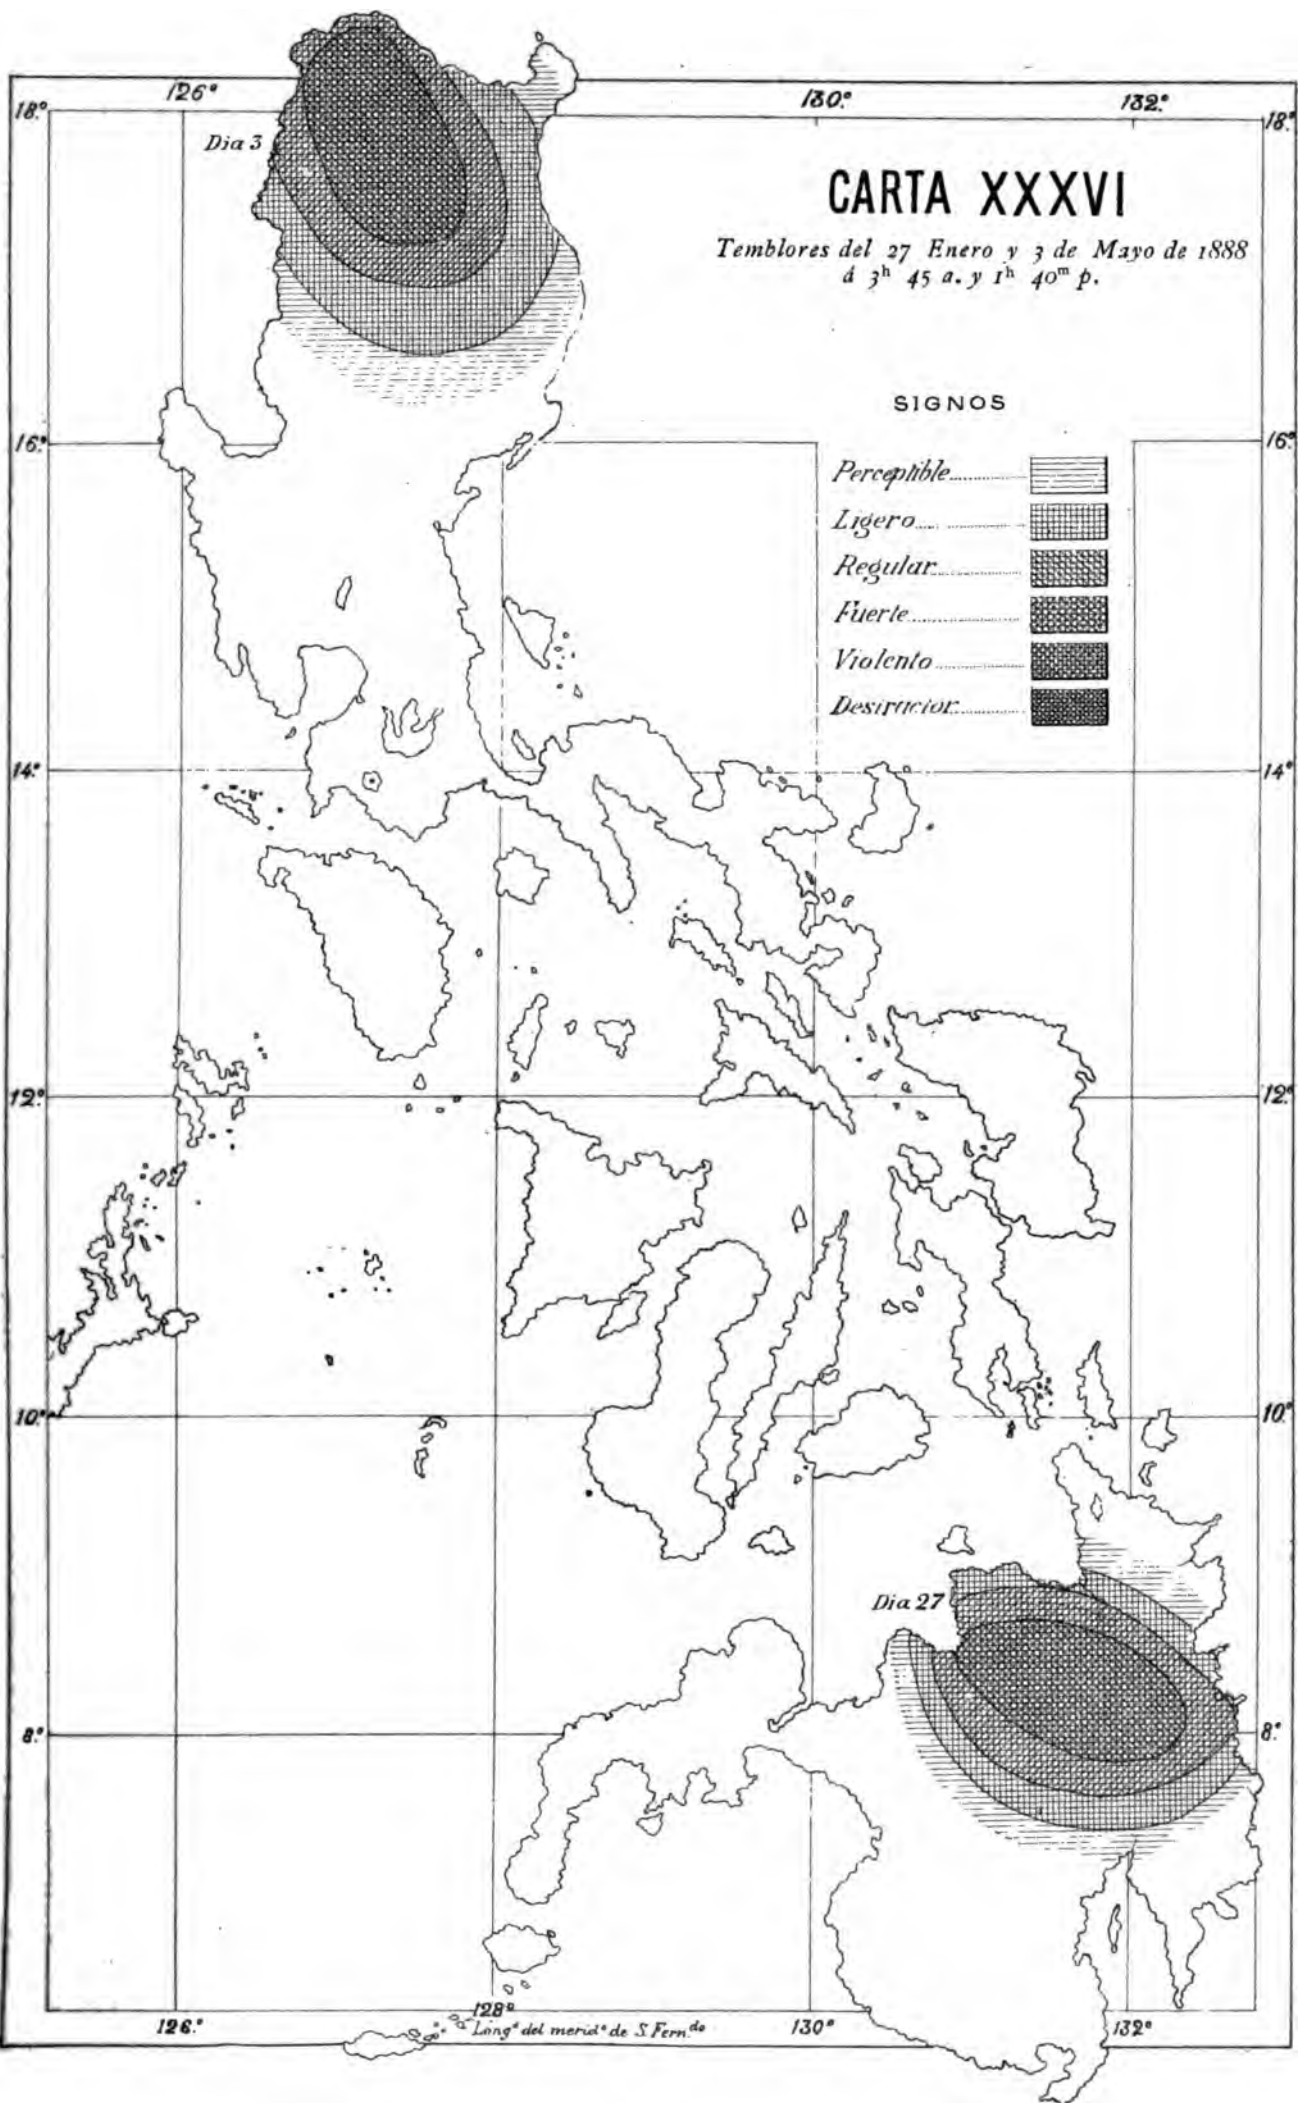 126° 130° 132°
18° 18°
Dia 3
CARTA XXXVI
Temblores del 27 Enero y 3 de Mayo de 1888
á 3h 45 a. y 1h 40m p.
SIGNOS
16° 16°
Perceptible
Ligero
Regular
Fuerte
Violento
Destructor
14° 14°
12° 12°
10° 10°
Dia 27
8° 8°
126° 128° 130° 132°
Longd del merido de S. Ferndo